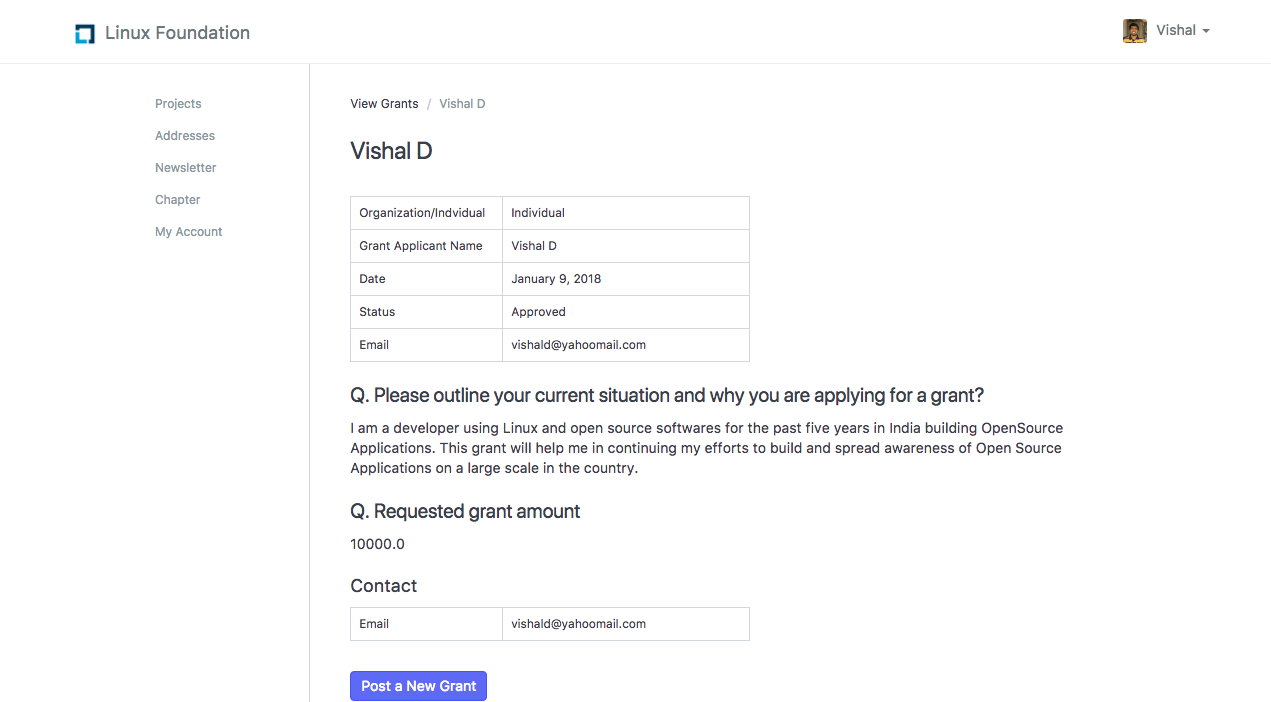 Linux Foundation
Vishal
Projects
Addresses
Newsletter
Chapter
My Account
View Grants / Vishal D
Vishal D
Organization/Indvidual Individual
Grant Applicant Name Vishal D
Date January 9, 2018
Status Approved
Email vishald@yahoomail.com
Q. Please outline your current situation and why you are applying for a grant?
I am a developer using Linux and open source softwares for the past five years in India building OpenSource
Applications. This grant will help me in continuing my efforts to build and spread awareness of Open Source
Applications on a large scale in the country.
Q. Requested grant amount
10000.0
Contact
Email vishald@yahoomail.com
Post a New Grant